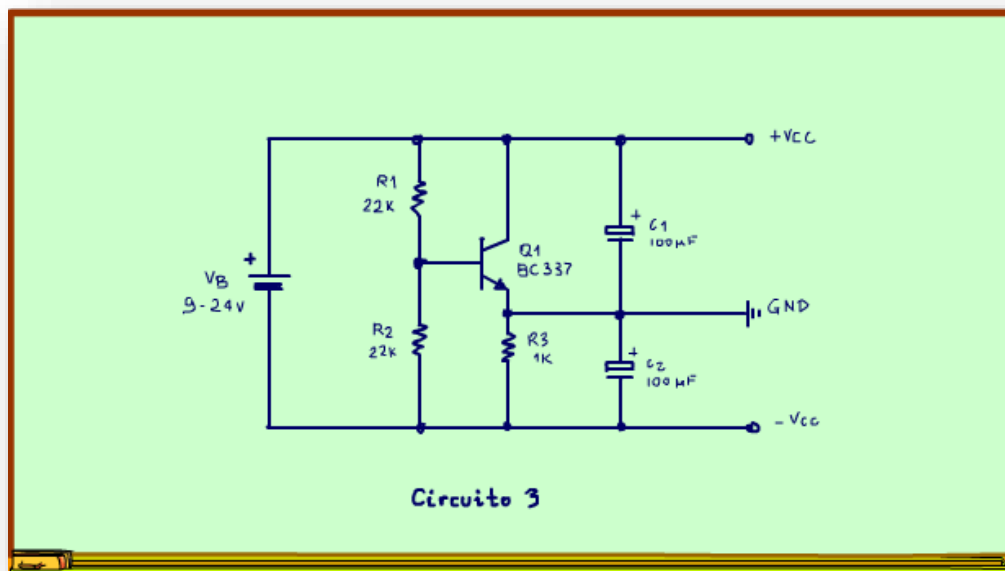 +VCC
R1
22K
+
C1
100µF
Q1
BC337
+
VB
9-24V
GND
R2
22K
R3
1K
+
C2
100µF
-VCC
Circuito 3